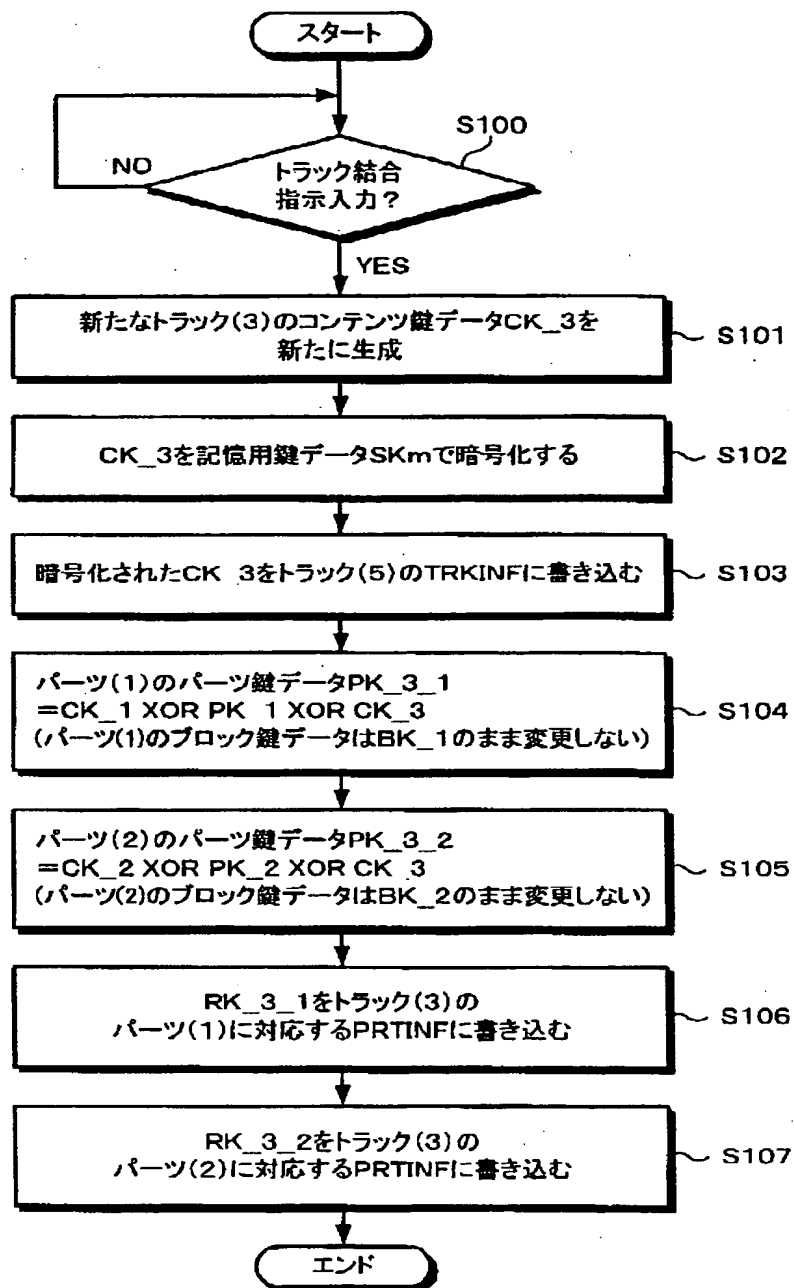 スタート
S100
NO
トラック結合
指示入力?
YES
新たなトラック(3)のコンテンツ鍵データCK_3を
新たに生成
S101
CK_3を記憶用鍵データSKmで暗号化する
S102
暗号化されたCK 3をトラック(5)のTRKINFに書き込む
S103
パーツ(1)のパーツ鍵データPK_3_1
=CK_1 XOR PK 1 XOR CK_3
(パーツ(1)のブロック鍵データはBK_1のまま変更しない)
S104
パーツ(2)のパーツ鍵データPK_3_2
=CK_2 XOR PK_2 XOR CK 3
(パーツ(2)のブロック鍵データはBK_2のまま変更しない)
S105
RK_3_1をトラック(3)の
パーツ(1)に対応するPRTINFに書き込む
S106
RK_3_2をトラック(3)の
パーツ(2)に対応するPRTINFに書き込む
S107
エンド